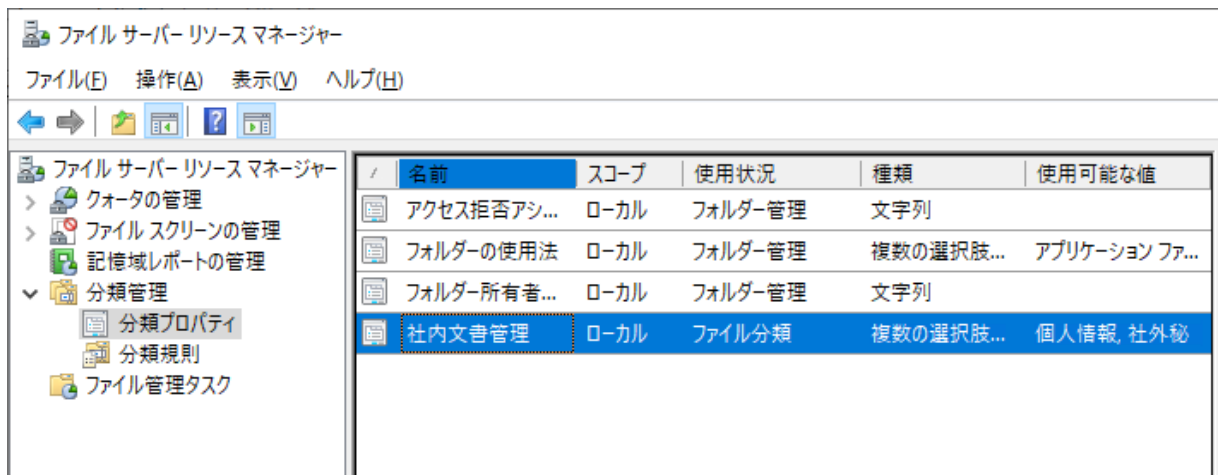 ファイル サーバー リソース マネージャー
ファイル(F) 操作(A) 表示(V) ヘルプ(H)
ファイル サーバー リソース マネージャー
クォータの管理
ファイル スクリーンの管理
記憶域レポートの管理
分類管理
分類プロパティ
分類規則
ファイル管理タスク
名前 スコープ 使用状況 種類 使用可能な値
アクセス拒否アシ... ローカル フォルダー管理 文字列
フォルダーの使用法 ローカル フォルダー管理 複数の選択肢... アプリケーション ファ...
フォルダー所有者... ローカル フォルダー管理 文字列
社内文書管理 ローカル ファイル分類 複数の選択肢... 個人情報, 社外秘